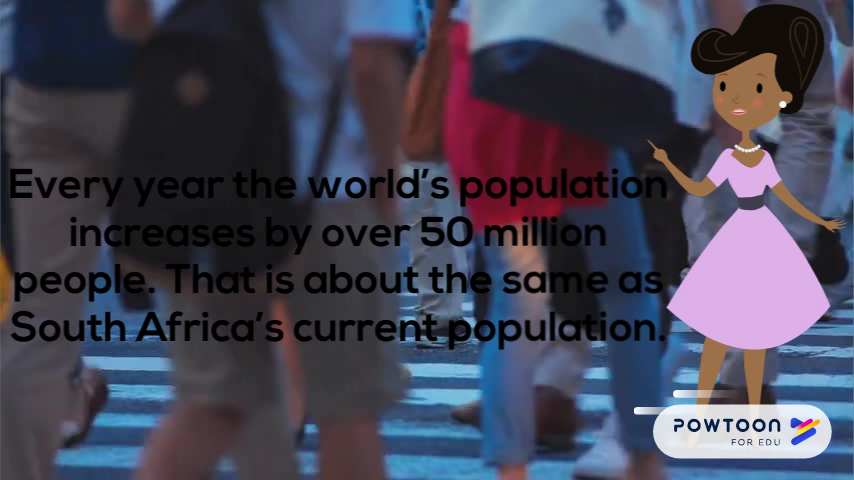 Every year the world's population
increases by over 50 million
people. That is about the same as
South Africa's current population.
POWTOON
FOR EDU